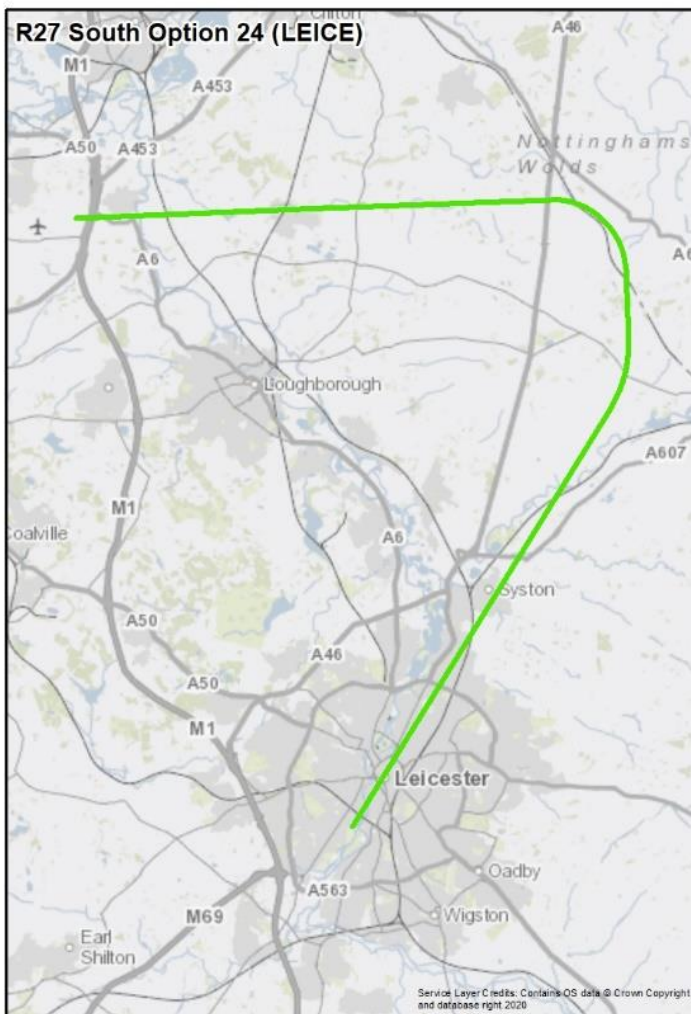 R27 South Option 24 (LEICE)
Clifton
A46
M1
A453
A50
A453
Nottinghams
Wolds
A6
A6
Loughborough
A607
M1
Coalville
A6
Syston
A50
A46
A50
M1
Leicester
Oadby
A563
M69
Wigston
Earl
Shilton
Service Layer Credits: Contains OS data © Crown Copyright
and database right 2020